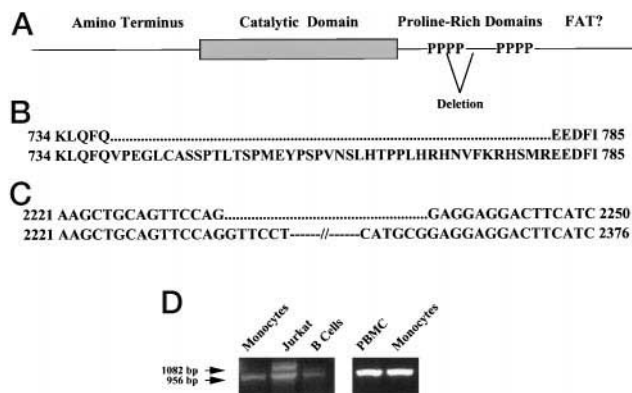 A
Amino Terminus Catalytic Domain Proline-Rich Domains FAT?
PPPP PPPP
Deletion
B
734 KLQFQ..........................................................................EEDFI 785
734 KLQFQVPEGLCASSPTLTSPMEYPSPVNSLHTPPLHRHNVFKRHSMREEDFI 785
C
2221 AAGCTGCAGTTCCAG..................................GAGGAGGACTTCATC 2250
2221 AAGCTGCAGTTCCAGGTTCCT------//------CATGCGGAGGAGGACTTCATC 2376
D
Monocytes Jurkat B Cells PBMC Monocytes
1082 bp
956 bp